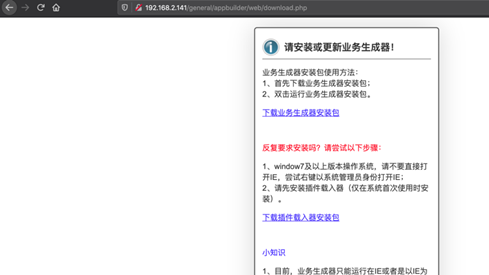 192.168.2.141/general/appbuilder/web/download.php
请安装或更新业务生成器！
业务生成器安装包使用方法：
1、首先下载业务生成器安装包；
2、双击运行业务生成器安装包。
下载业务生成器安装包
反复要求安装吗？请尝试以下步骤：
1、window7及以上版本操作系统，请不要直接打
开IE，尝试右键以系统管理员身份打开IE；
2、请先安装插件载入器（仅在系统首次使用时安
装）。
下载插件载入器安装包
小知识
1、目前，业务生成器只能运行在IE或者是以IE为